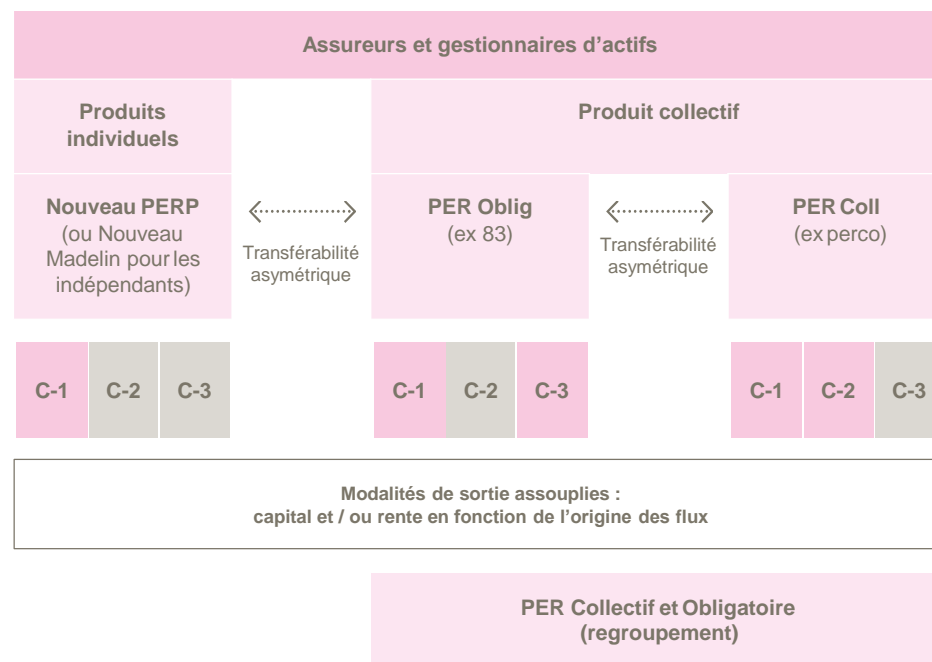 Assureurs et gestionnaires d'actifs
Produits
individuels
Produit collectif
Nouveau PERP
(ou Nouveau
Madelin pour les
indépendants)
Transférabilité
asymétrique
PER Oblig
(ex 83)
Transférabilité
asymétrique
PER Coll
(ex perco)
C-1 C-2 C-3 C-1 C-2 C-3 C-1 C-2 C-3
Modalités de sortie assouplies :
capital et / ou rente en fonction de l'origine des flux
PER Collectif et Obligatoire
(regroupement)